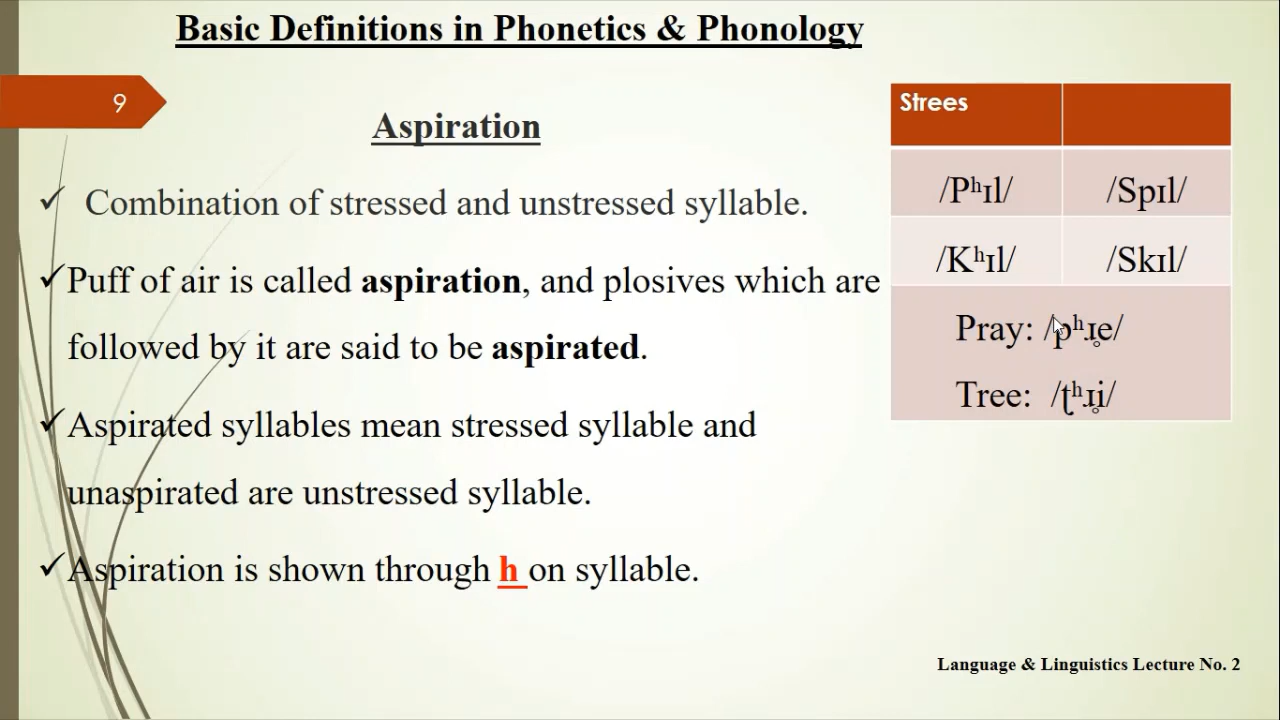 Basic Definitions in Phonetics & Phonology
9
Aspiration
✓ Combination of stressed and unstressed syllable.
✓Puff of air is called aspiration, and plosives which are
followed by it are said to be aspirated.
✓Aspirated syllables mean stressed syllable and
unaspirated are unstressed syllable.
✓Aspiration is shown through h on syllable.
Strees
/Pʰɪl/ /Spɪl/
/Kʰɪl/ /Skɪl/
Pray: /pʰɹ̥e/
Tree: /ʈʰɹ̥i/
Language & Linguistics Lecture No. 2